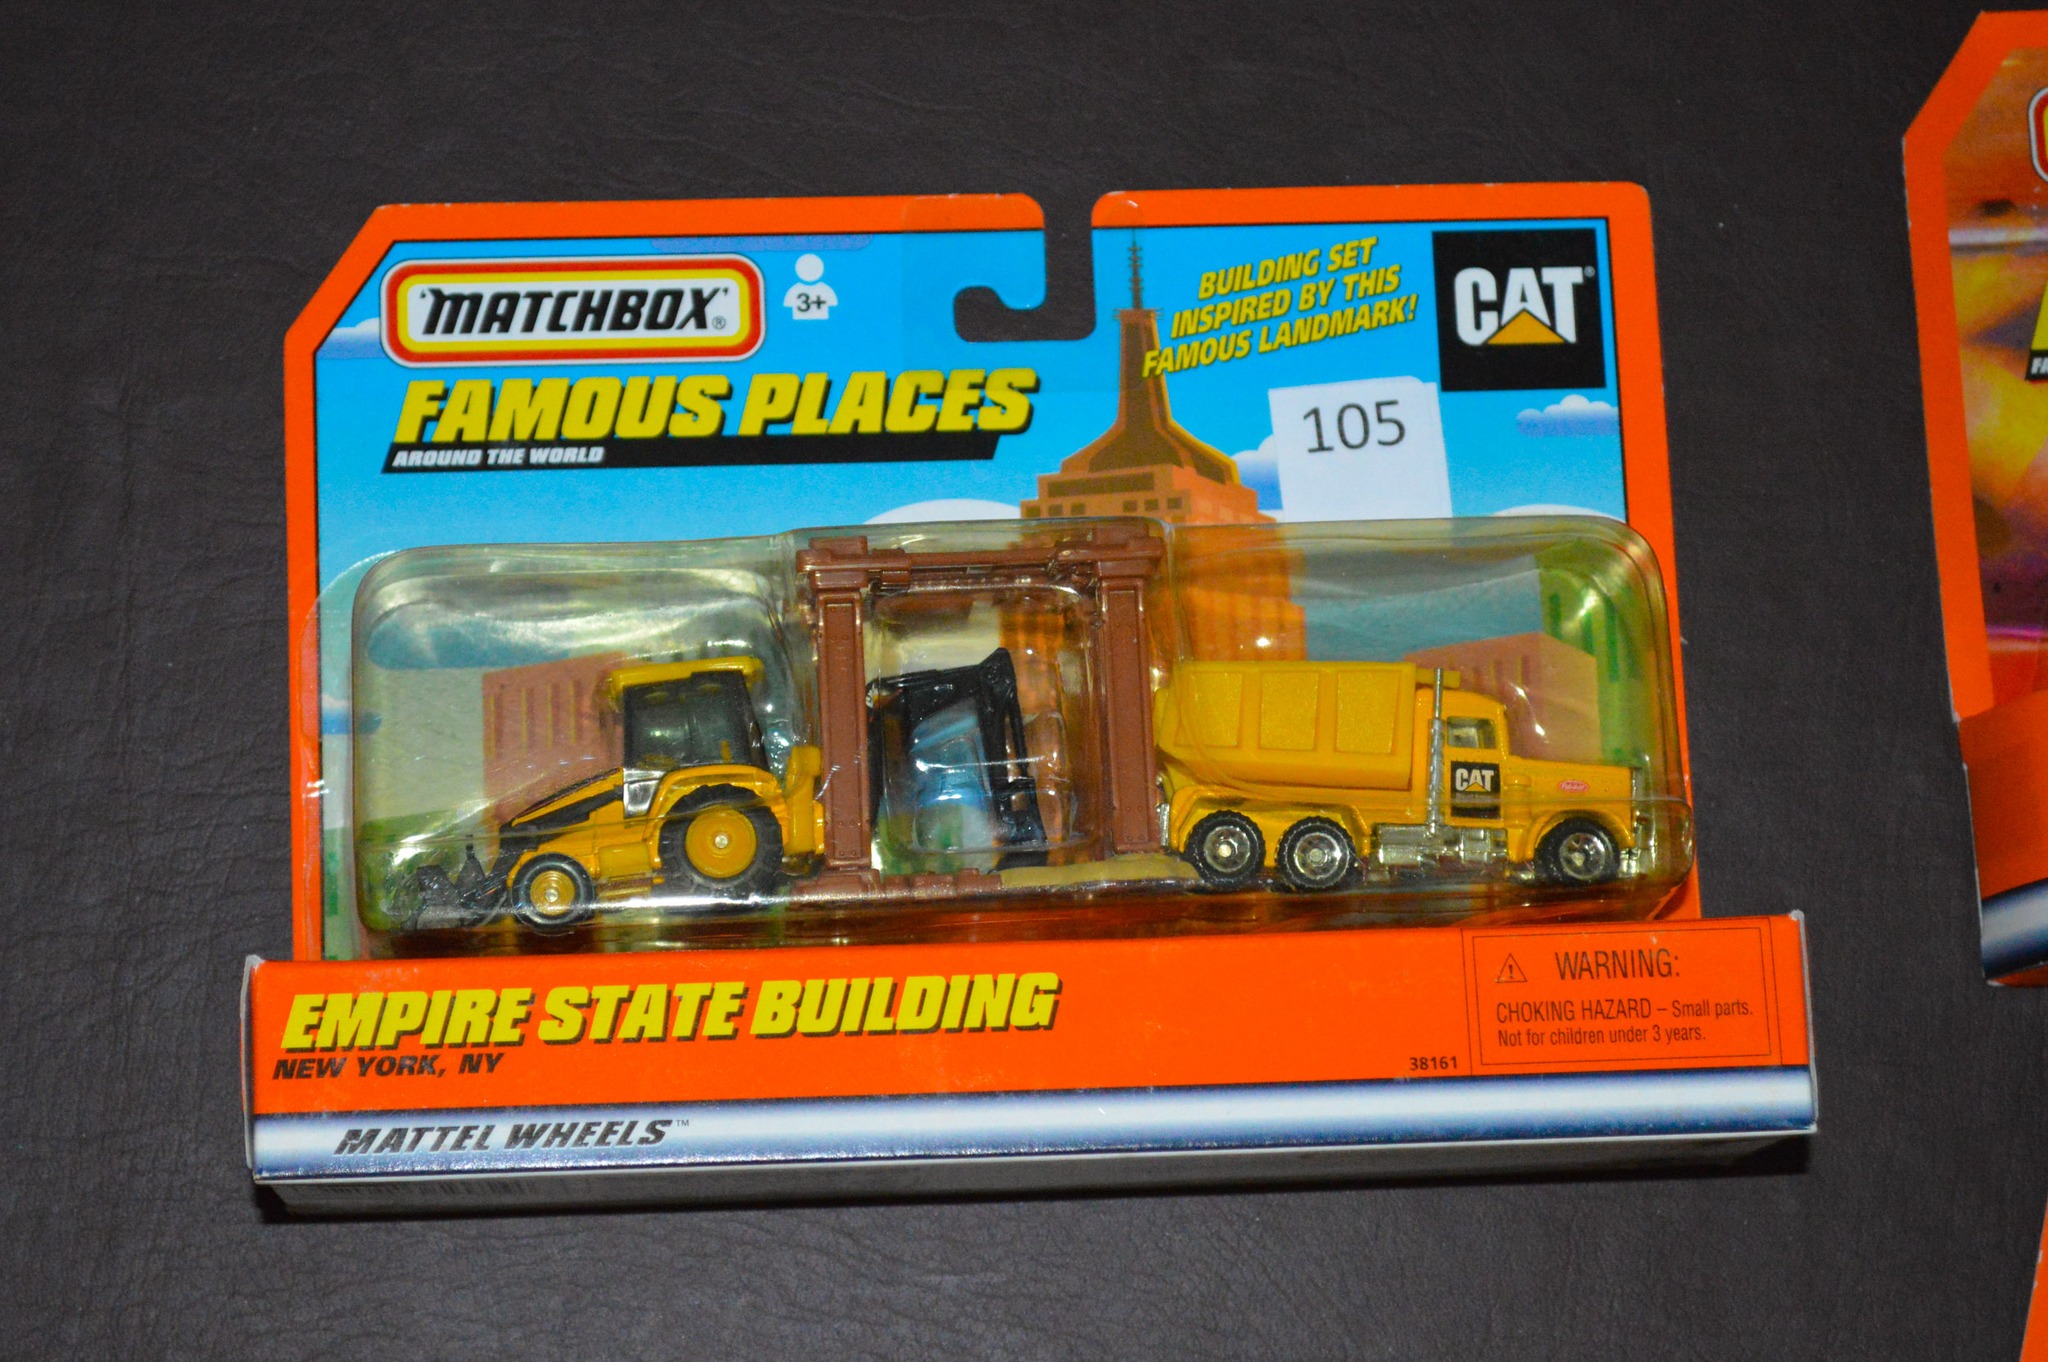 'MATCHBOX'®
3+
FAMOUS PLACES
AROUND THE WORLD
BUILDING SET
INSPIRED BY THIS
FAMOUS LANDMARK!
CAT®
105
CAT
EMPIRE STATE BUILDING
NEW YORK, NY
38161
WARNING:
CHOKING HAZARD – Small parts.
Not for children under 3 years.
MATTEL WHEELS™